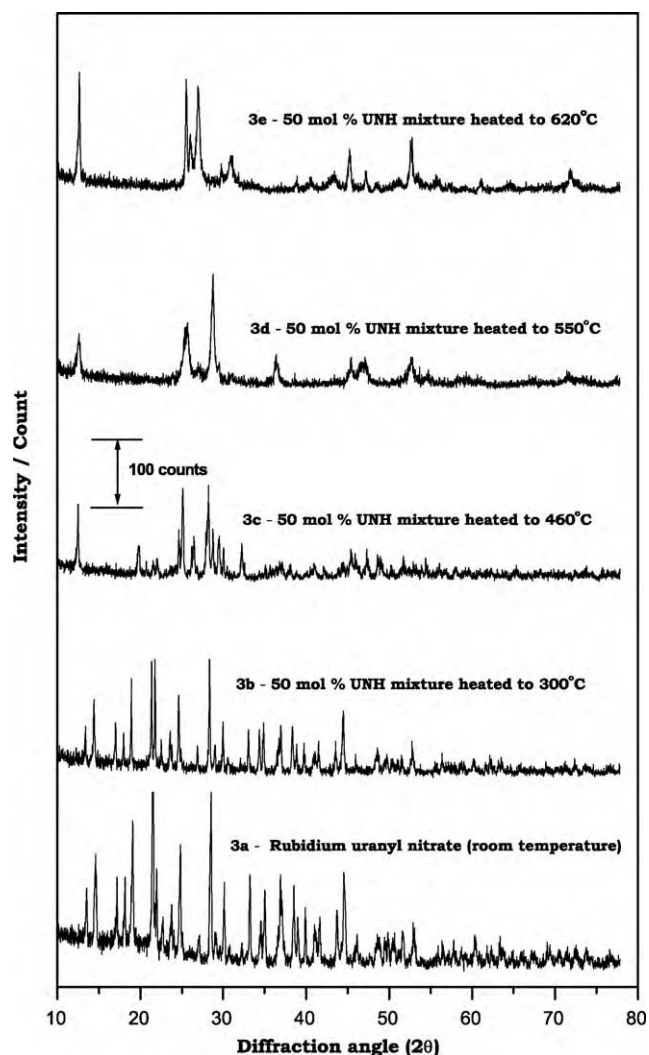 3e - 50 mol % UNH mixture heated to 620°C
3d - 50 mol % UNH mixture heated to 550°C
100 counts
3c - 50 mol % UNH mixture heated to 460°C
3b - 50 mol % UNH mixture heated to 300°C
3a - Rubidium uranyl nitrate (room temperature)
Intensity / Count
10 20 30 40 50 60 70 80
Diffraction angle (2θ)